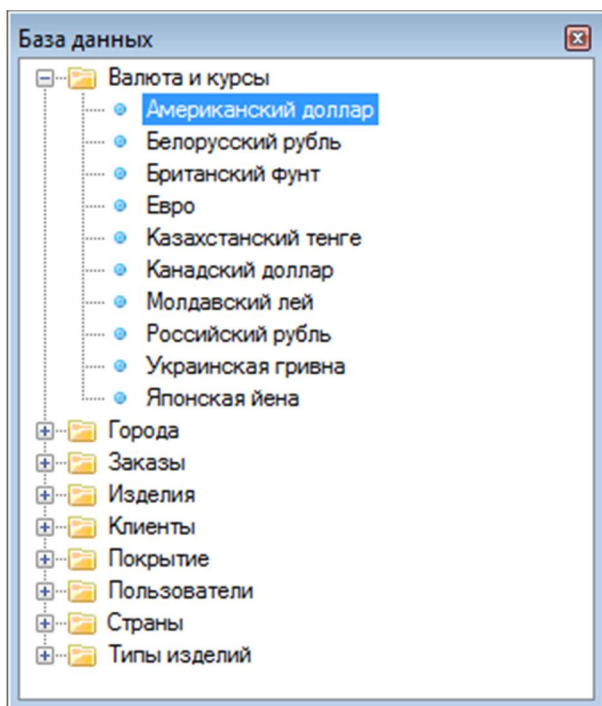 База данных
Валюта и курсы
Американский доллар
Белорусский рубль
Британский фунт
Евро
Казахстанский тенге
Канадский доллар
Молдавский лей
Российский рубль
Украинская гривна
Японская йена
Города
Заказы
Изделия
Клиенты
Покрытие
Пользователи
Страны
Типы изделий